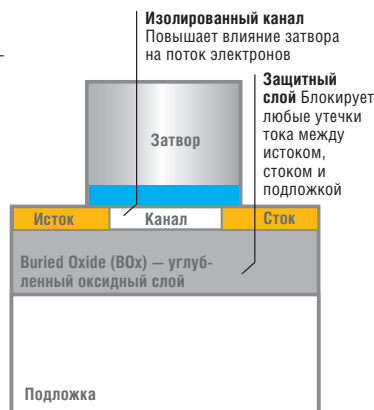 Изолированный канал
Повышает влияние затвора
на поток электронов
Защитный
слой Блокирует
любые утечки
тока между
истоком,
стоком и
подложкой
Затвор
Исток Канал Сток
Buried Oxide (BOx) — углуб-
ленный оксидный слой
Подложка